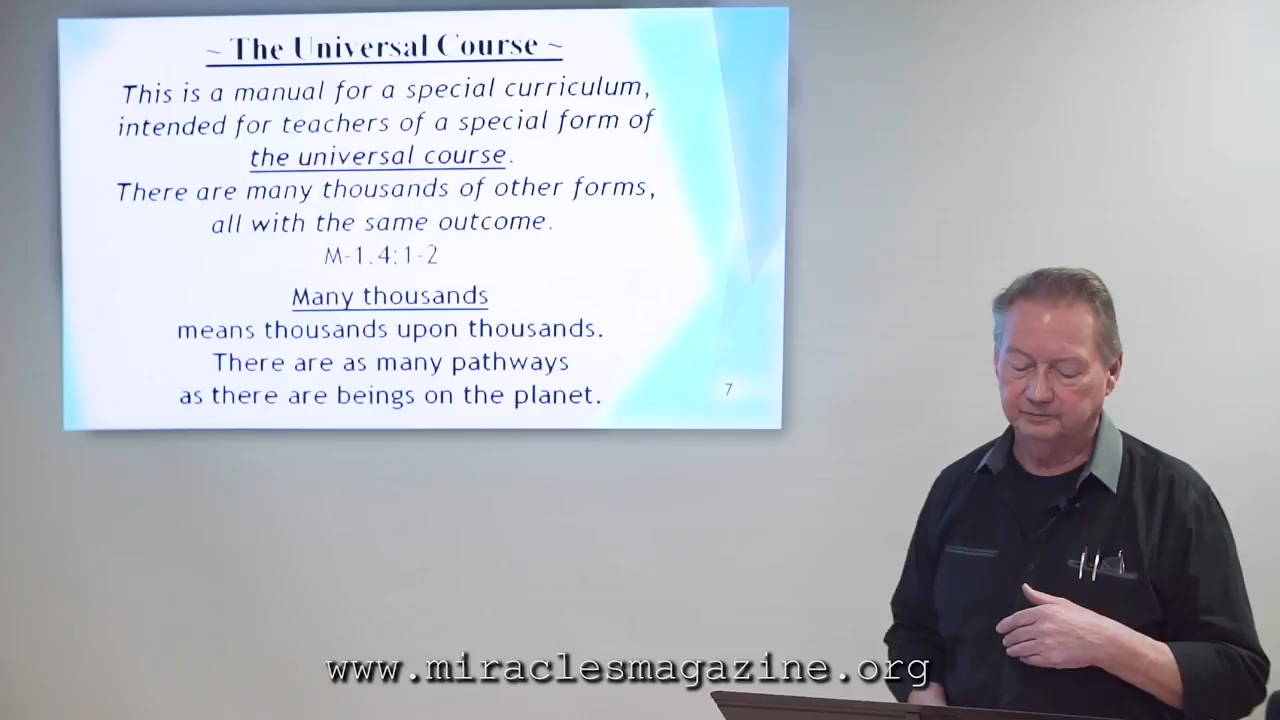 ~ The Universal Course ~
This is a manual for a special curriculum,
intended for teachers of a special form of
the universal course.
There are many thousands of other forms,
all with the same outcome.
M-1.4:1-2
Many thousands
means thousands upon thousands.
There are as many pathways
as there are beings on the planet.
7
www.miraclesmagazine.org